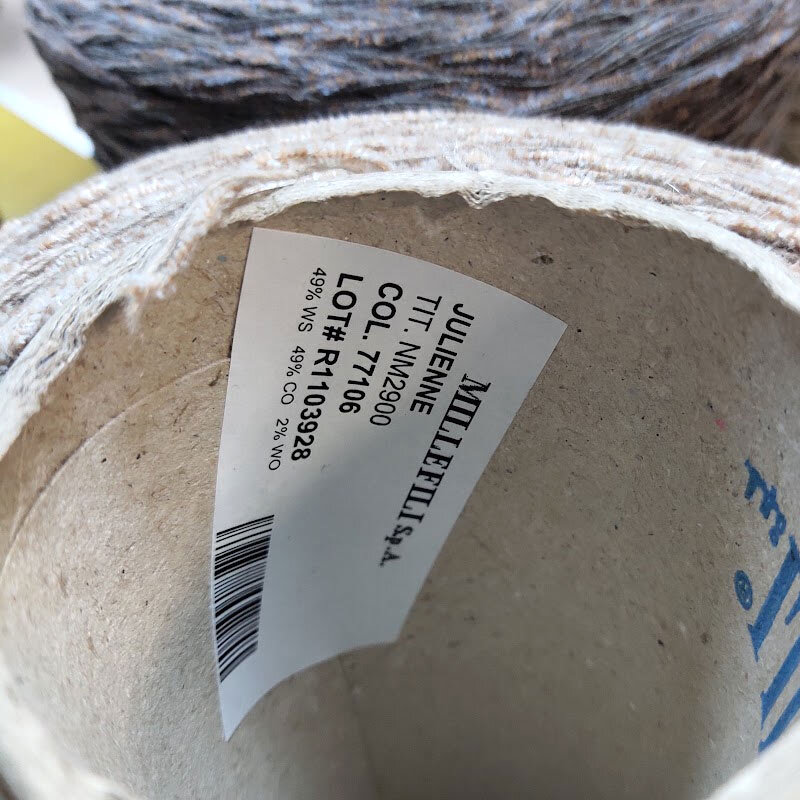 MILLEFILI S.p.A.
JULIENNE
TIT. NM2900
COL. 77106
LOT# R1103928
49% WS 49% CO 2% WO